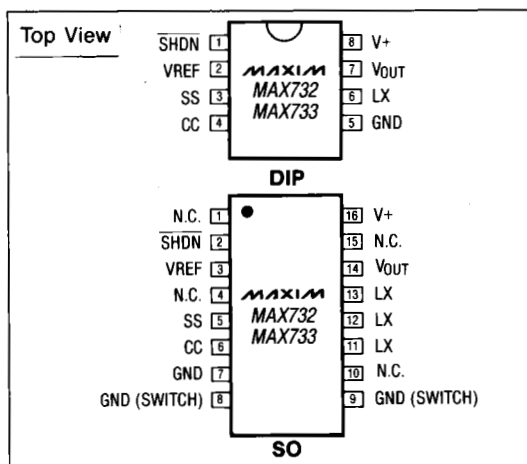 Top View
SHDN 1 8 V+
VREF 2 7 VOUT
SS 3 6 LX
CC 4 5 GND
MAXIM
MAX732
MAX733
DIP
N.C. 1 16 V+
SHDN 2 15 N.C.
VREF 3 14 VOUT
N.C. 4 13 LX
SS 5 12 LX
CC 6 11 LX
GND 7 10 N.C.
GND (SWITCH) 8 9 GND (SWITCH)
MAXIM
MAX732
MAX733
SO